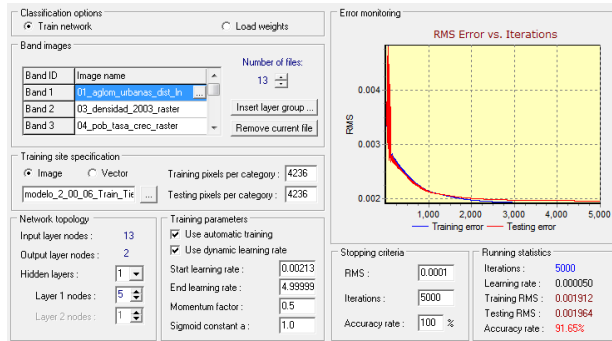 Classification options
Train network
Load weights
Band images
Number of files:
13
Band ID Image name
Band 1 01_aglom_urbanas_dist_ln ...
Band 2 03_densidad_2003_raster
Band 3 04_pob_tasa_crec_raster
Insert layer group ...
Remove current file
Training site specification
Image
Vector
modelo_2_00_06_Train_Tie ...
Training pixels per category : 4236
Testing pixels per category : 4236
Network topology
Input layer nodes : 13
Output layer nodes : 2
Hidden layers : 1
Layer 1 nodes : 5
Layer 2 nodes : 1
Training parameters
Use automatic training
Use dynamic learning rate
Start learning rate : 0.00213
End learning rate : 4.99999
Momentum factor : 0.5
Sigmoid constant a : 1.0
Error monitoring
RMS Error vs. Iterations
RMS
0.004
0.003
0.002
1,000 2,000 3,000 4,000 5,000
Training error Testing error
Stopping criteria
RMS : 0.0001
Iterations : 5000
Accuracy rate : 100 %
Running statistics
Iterations : 5000
Learning rate : 0.000050
Training RMS : 0.001912
Testing RMS : 0.001964
Accuracy rate : 91.65%